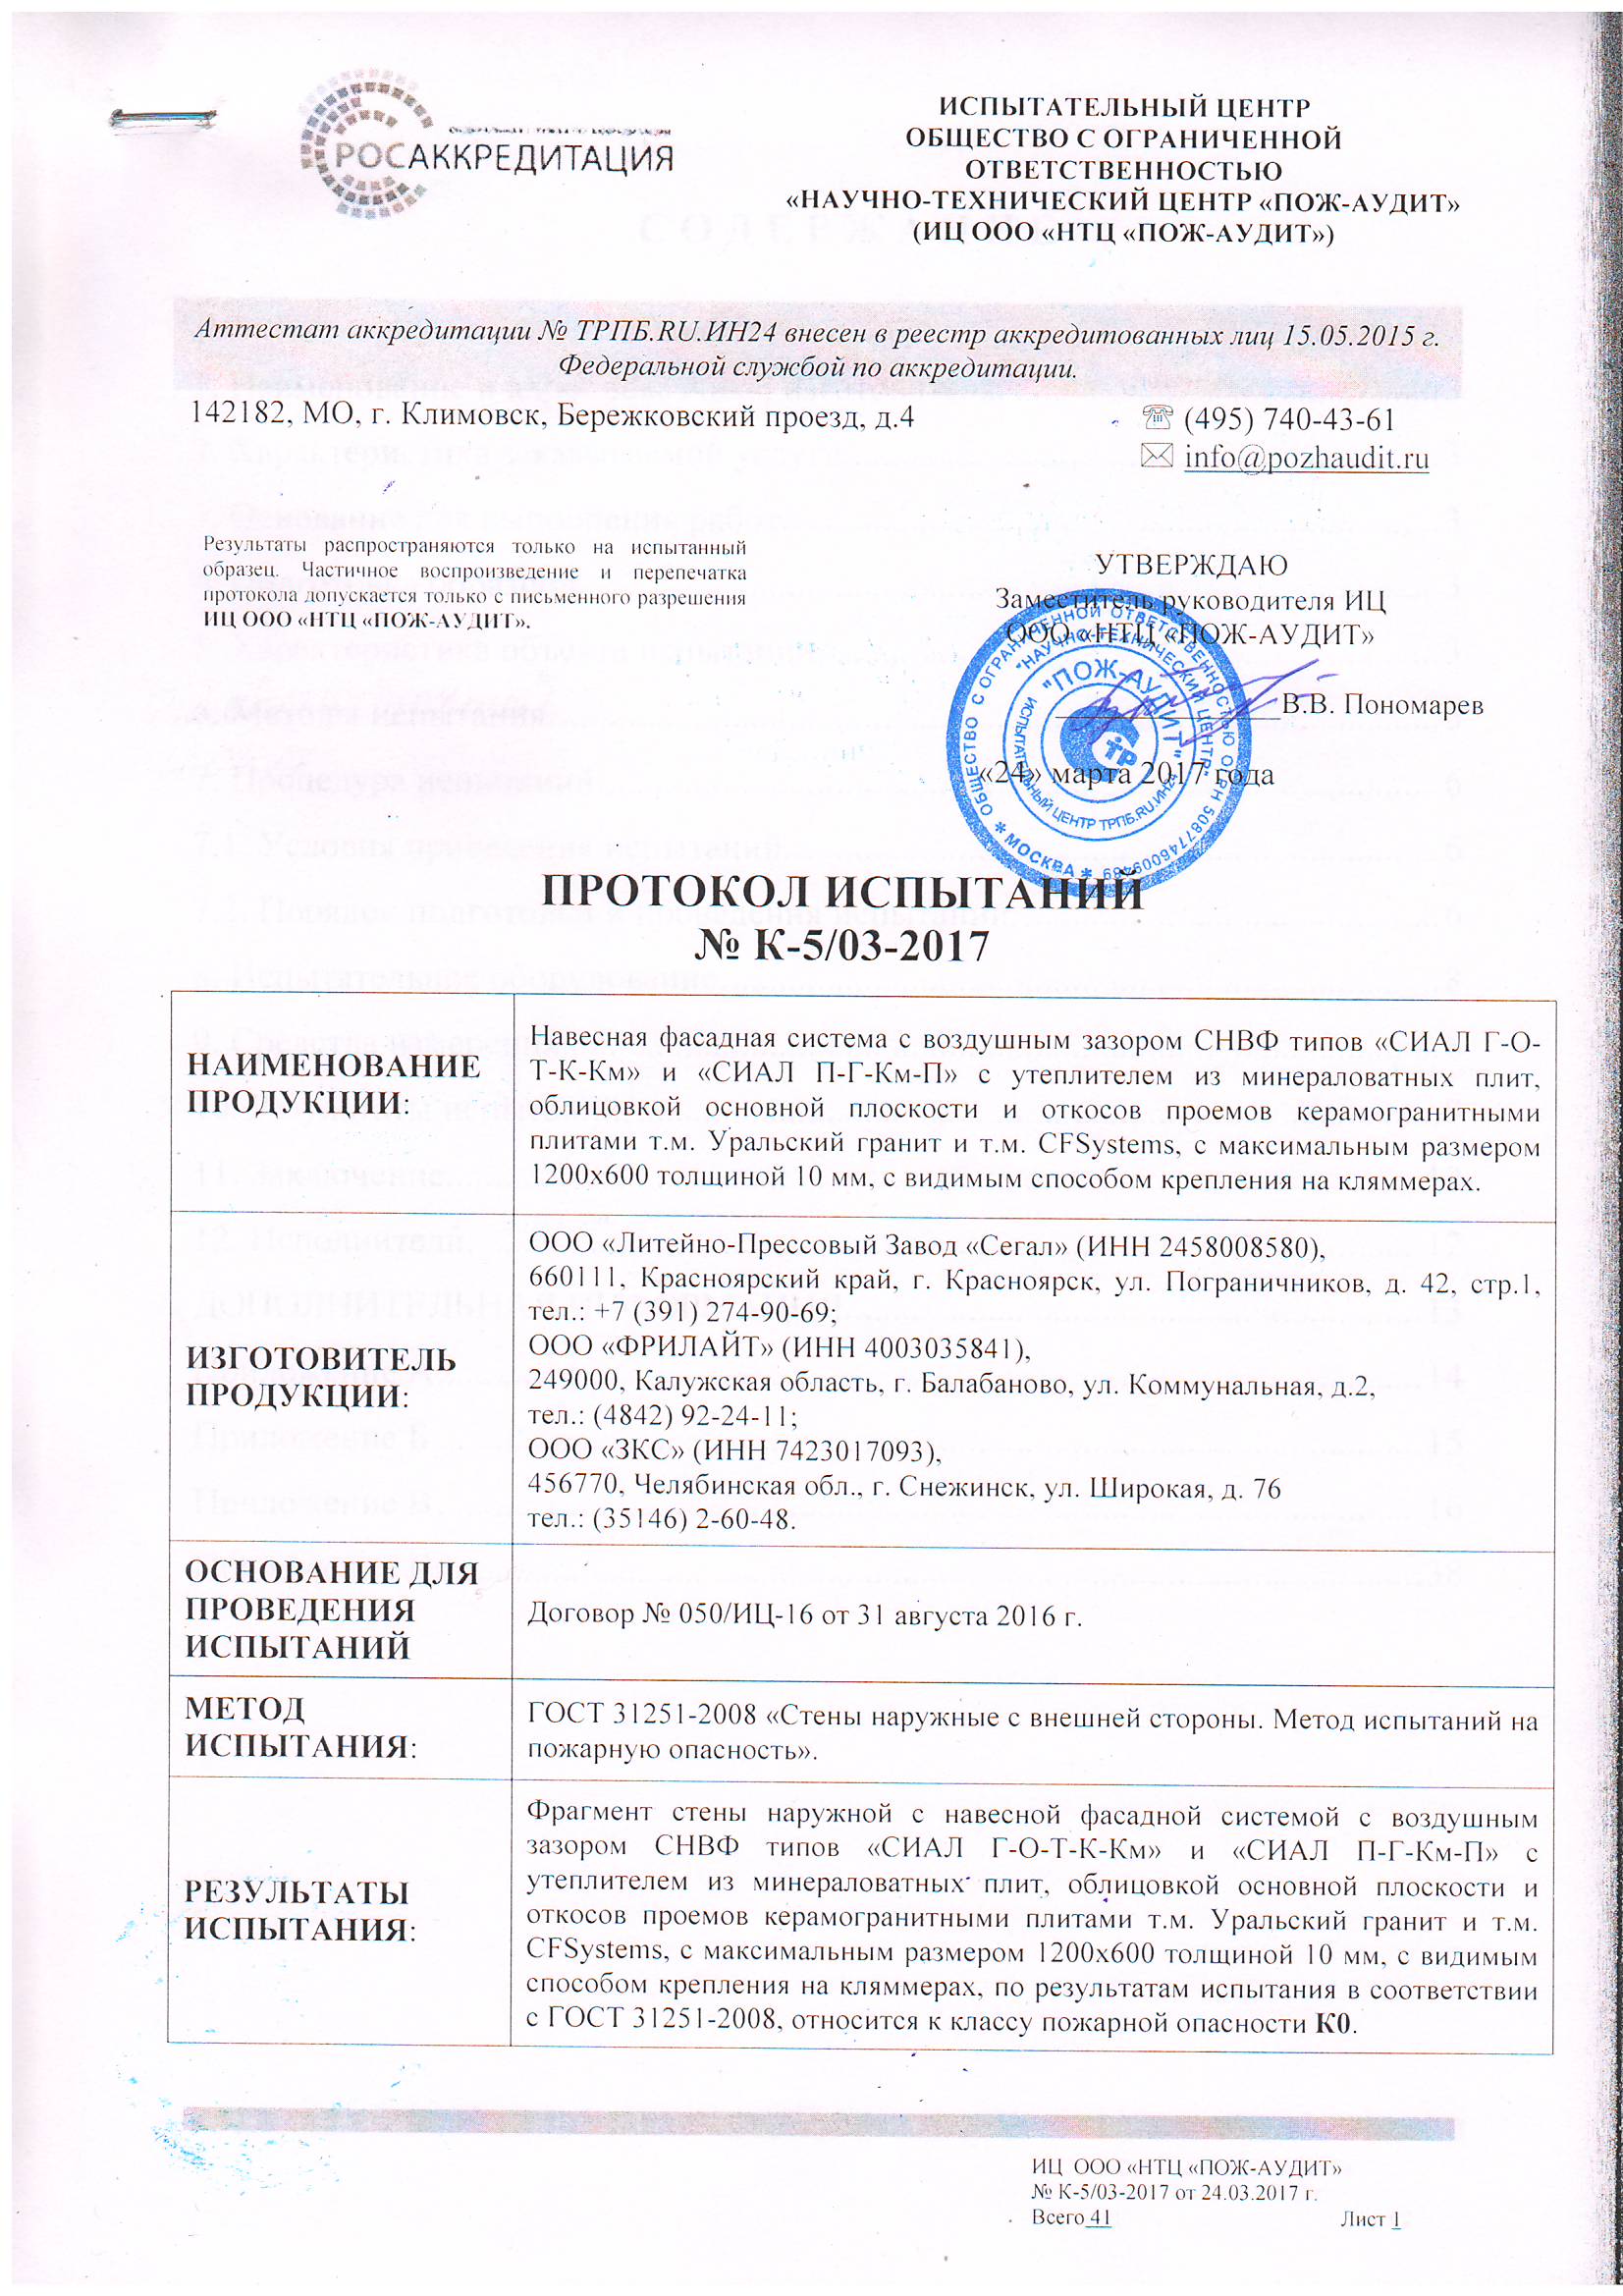 РОСАККРЕДИТАЦИЯ
ИСПЫТАТЕЛЬНЫЙ ЦЕНТР
ОБЩЕСТВО С ОГРАНИЧЕННОЙ
ОТВЕТСТВЕННОСТЬЮ
«НАУЧНО-ТЕХНИЧЕСКИЙ ЦЕНТР «ПОЖ-АУДИТ»
(ИЦ ООО «НТЦ «ПОЖ-АУДИТ»)
Аттестат аккредитации № ТРПБ.RU.ИН24 внесен в реестр аккредитованных лиц 15.05.2015 г.
Федеральной службой по аккредитации.
142182, МО, г. Климовск, Бережковский проезд, д.4
(495) 740-43-61
info@pozhaudit.ru
Результаты распространяются только на испытанный
образец. Частичное воспроизведение и перепечатка
протокола допускается только с письменного разрешения
ИЦ ООО «НТЦ «ПОЖ-АУДИТ».
УТВЕРЖДАЮ
Заместитель руководителя ИЦ
ООО «НТЦ «ПОЖ-АУДИТ»
В.В. Пономарев
«24» марта 2017 года
ОБЩЕСТВО С ОГРАНИЧЕННОЙ ОТВЕТСТВЕННОСТЬЮ ОГРН 5087746009469 * МОСКВА *
"НАУЧНО-ТЕХНИЧЕСКИЙ ЦЕНТР"
"ПОЖ-АУДИТ"
ИСПЫТАТЕЛЬНЫЙ ЦЕНТР ТРПБ.RU.ИН24
ПРОТОКОЛ ИСПЫТАНИЙ
№ К-5/03-2017
НАИМЕНОВАНИЕ
ПРОДУКЦИИ:
Навесная фасадная система с воздушным зазором СНВФ типов «СИАЛ Г-О-
Т-К-Км» и «СИАЛ П-Г-Км-П» с утеплителем из минераловатных плит,
облицовкой основной плоскости и откосов проемов керамогранитными
плитами т.м. Уральский гранит и т.м. CFSystems, с максимальным размером
1200х600 толщиной 10 мм, с видимым способом крепления на кляммерах.
ИЗГОТОВИТЕЛЬ
ПРОДУКЦИИ:
ООО «Литейно-Прессовый Завод «Сегал» (ИНН 2458008580),
660111, Красноярский край, г. Красноярск, ул. Пограничников, д. 42, стр.1,
тел.: +7 (391) 274-90-69;
ООО «ФРИЛАЙТ» (ИНН 4003035841),
249000, Калужская область, г. Балабаново, ул. Коммунальная, д.2,
тел.: (4842) 92-24-11;
ООО «ЗКС» (ИНН 7423017093),
456770, Челябинская обл., г. Снежинск, ул. Широкая, д. 76
тел.: (35146) 2-60-48.
ОСНОВАНИЕ ДЛЯ
ПРОВЕДЕНИЯ
ИСПЫТАНИЙ
Договор № 050/ИЦ-16 от 31 августа 2016 г.
МЕТОД
ИСПЫТАНИЯ:
ГОСТ 31251-2008 «Стены наружные с внешней стороны. Метод испытаний на
пожарную опасность».
РЕЗУЛЬТАТЫ
ИСПЫТАНИЯ:
Фрагмент стены наружной с навесной фасадной системой с воздушным
зазором СНВФ типов «СИАЛ Г-О-Т-К-Км» и «СИАЛ П-Г-Км-П» с
утеплителем из минераловатных плит, облицовкой основной плоскости и
откосов проемов керамогранитными плитами т.м. Уральский гранит и т.м.
CFSystems, с максимальным размером 1200х600 толщиной 10 мм, с видимым
способом крепления на кляммерах, по результатам испытания в соответствии
с ГОСТ 31251-2008, относится к классу пожарной опасности К0.
ИЦ ООО «НТЦ «ПОЖ-АУДИТ»
№ К-5/03-2017 от 24.03.2017 г.
Всего 41 Лист 1